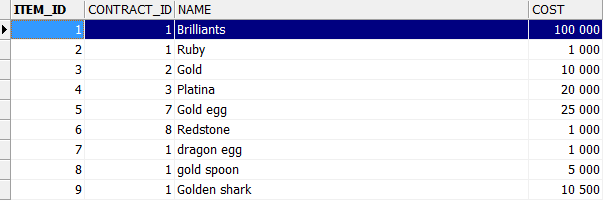 ITEM_ID CONTRACT_ID NAME COST
1 1 Brilliants 100 000
2 1 Ruby 1 000
3 2 Gold 10 000
4 3 Platina 20 000
5 7 Gold egg 25 000
6 8 Redstone 1 000
7 1 dragon egg 1 000
8 1 gold spoon 5 000
9 1 Golden shark 10 500